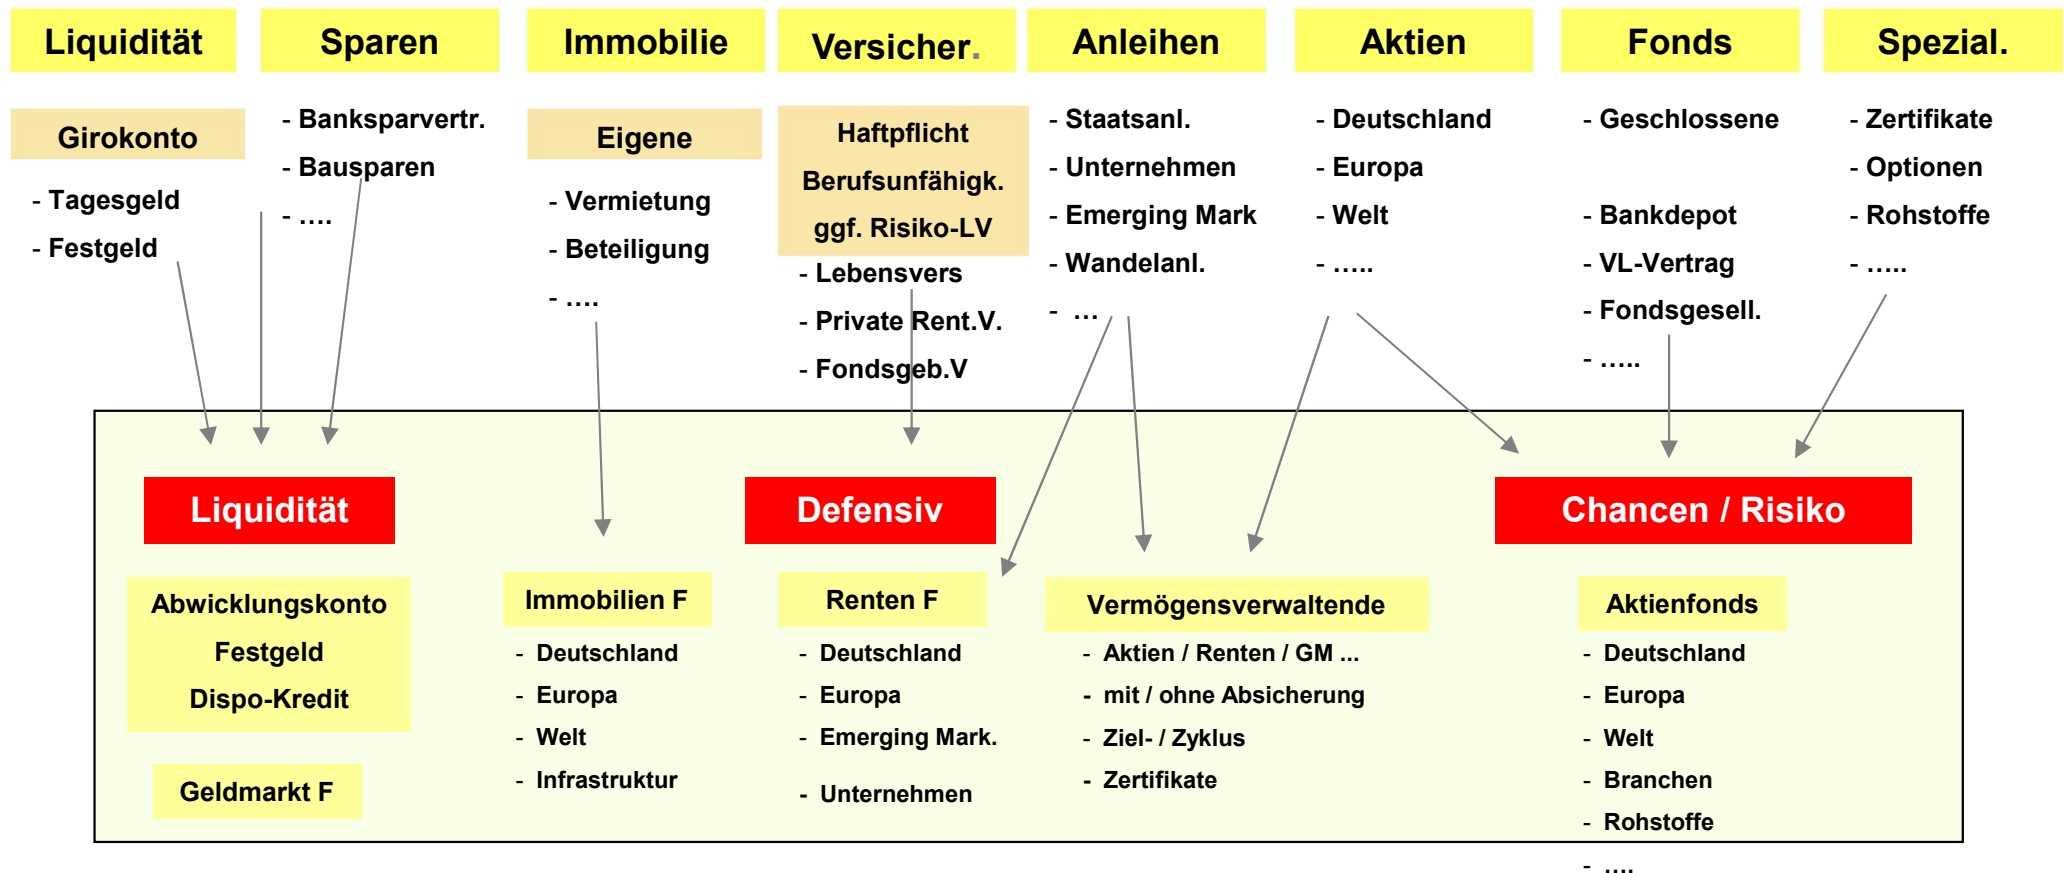 Liquidität
Sparen
Immobilie
Versicher.
Anleihen
Aktien
Fonds
Spezial.
Girokonto
- Tagesgeld
- Festgeld
- Banksparvertr.
- Bausparen
- ....
Eigene
- Vermietung
- Beteiligung
- ....
Haftpflicht
Berufsunfähigk.
ggf. Risiko-LV
- Lebensvers
- Private Rent.V.
- Fondsgeb.V
- Staatsanl.
- Unternehmen
- Emerging Mark
- Wandelanl.
- ...
- Deutschland
- Europa
- Welt
- .....
- Geschlossene
- Bankdepot
- VL-Vertrag
- Fondsgesell.
- .....
- Zertifikate
- Optionen
- Rohstoffe
- .....
Liquidität
Defensiv
Chancen / Risiko
Abwicklungskonto
Festgeld
Dispo-Kredit
Geldmarkt F
Immobilien F
- Deutschland
- Europa
- Welt
- Infrastruktur
Renten F
- Deutschland
- Europa
- Emerging Mark.
- Unternehmen
Vermögensverwaltende
- Aktien / Renten / GM ...
- mit / ohne Absicherung
- Ziel- / Zyklus
- Zertifikate
Aktienfonds
- Deutschland
- Europa
- Welt
- Branchen
- Rohstoffe
- ....